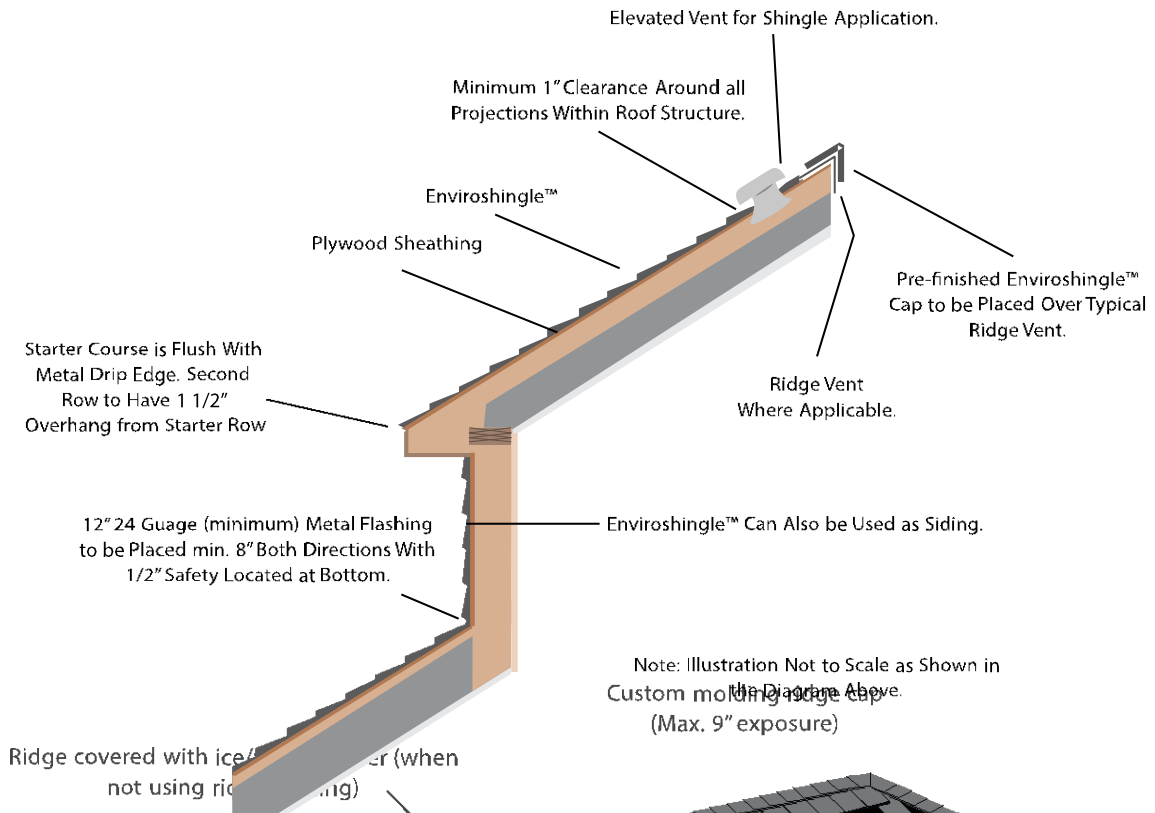 Elevated Vent for Shingle Application.
Minimum 1" Clearance Around all
Projections Within Roof Structure.
Enviroshingle™
Plywood Sheathing
Pre-finished Enviroshingle™
Cap to be Placed Over Typical
Ridge Vent.
Starter Course is Flush With
Metal Drip Edge. Second
Row to Have 1 1/2"
Overhang from Starter Row
Ridge Vent
Where Applicable.
12" 24 Guage (minimum) Metal Flashing
to be Placed min. 8" Both Directions With
1/2" Safety Located at Bottom.
Enviroshingle™ Can Also be Used as Siding.
Note: Illustration Not to Scale as Shown in
the Diagram Above.
Custom molding ridge cap
(Max. 9" exposure)
Ridge covered with ice/ (when
not using